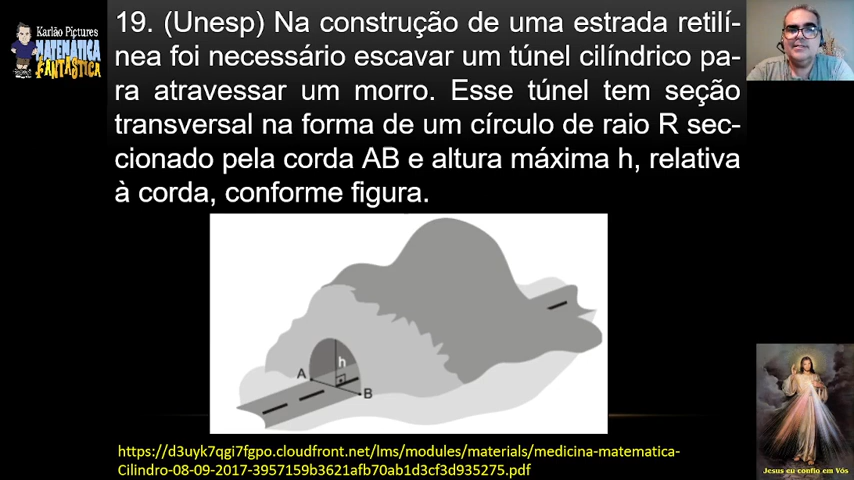 Karlão Pictures
MATEMÁTICA
FANTÁSTICA
19. (Unesp) Na construção de uma estrada retilí-
nea foi necessário escavar um túnel cilíndrico pa-
ra atravessar um morro. Esse túnel tem seção
transversal na forma de um círculo de raio R sec-
cionado pela corda AB e altura máxima h, relativa
à corda, conforme figura.
h
A
B
https://d3uyk7qgi7fgpo.cloudfront.net/lms/modules/materials/medicina-matematica-
Cilindro-08-09-2017-3957159b3621afb70ab1d3cf3d935275.pdf
Jesus eu confio em Vós